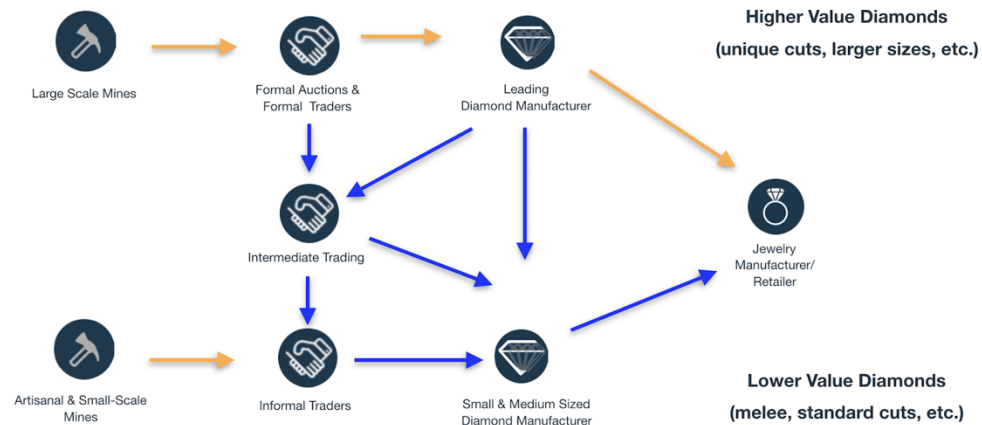 Higher Value Diamonds
(unique cuts, larger sizes, etc.)
Large Scale Mines
Formal Auctions &
Formal Traders
Leading
Diamond Manufacturer
Intermediate Trading
Jewelry
Manufacturer/
Retailer
Artisanal & Small-Scale
Mines
Informal Traders
Small & Medium Sized
Diamond Manufacturer
Lower Value Diamonds
(melee, standard cuts, etc.)